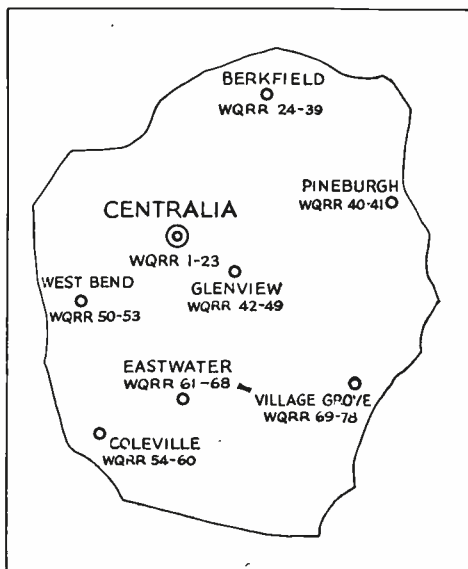 BERKFIELD
WQRR 24-39
PINEBURGH
WQRR 40-41
CENTRALIA
WQRR 1-23
GLENVIEW
WQRR 42-49
WEST BEND
WQRR 50-53
EASTWATER
WQRR 61-68
VILLAGE GROVE
WQRR 69-78
COLEVILLE
WQRR 54-60